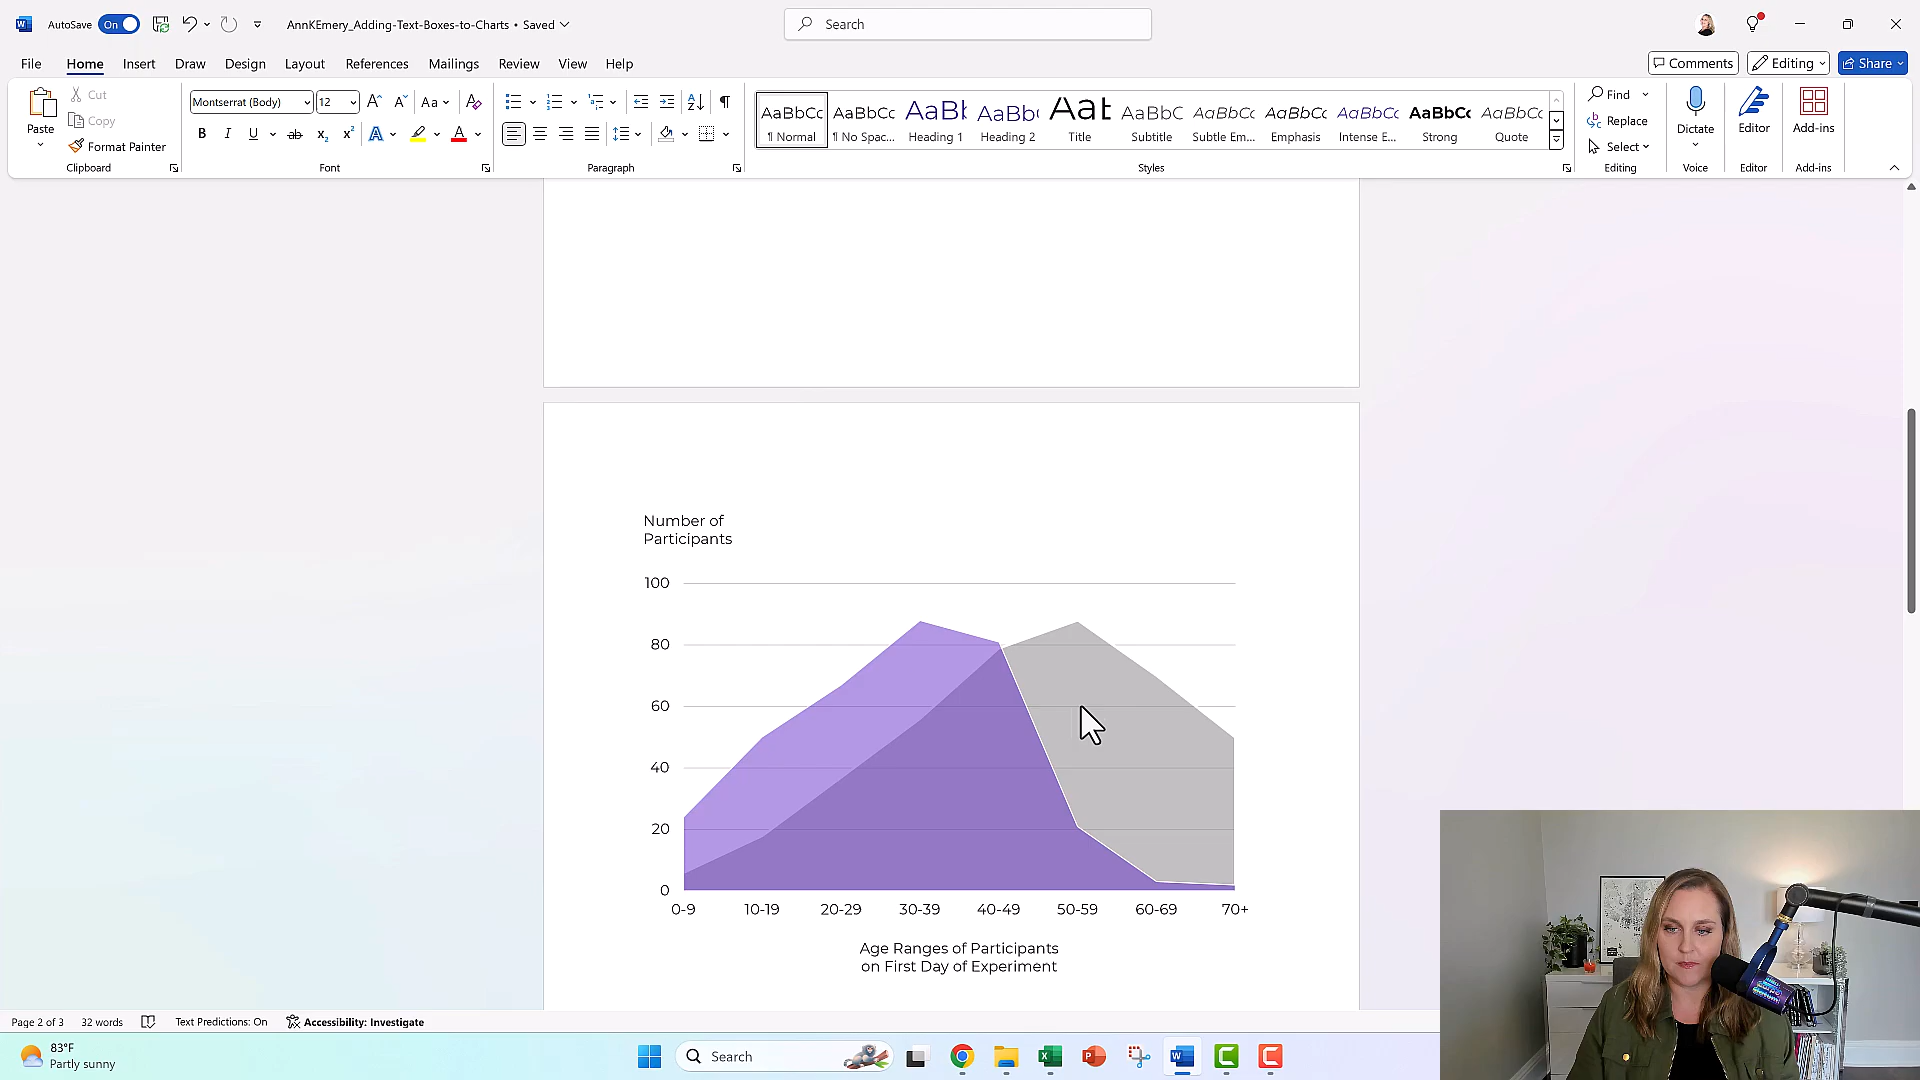 AutoSave On AnnKEmery_Adding-Text-Boxes-to-Charts • Saved Search
File Home Insert Draw Design Layout References Mailings Review View Help Comments Editing Share
Paste
Cut
Copy
Format Painter
Clipboard
Montserrat (Body) 12
Font
Paragraph
AaBbCc
¶ Normal
AaBbCc
¶ No Spac...
Heading 1
AaBb
Heading 2
Title
AaBbC
Subtitle
AaBbCc
Subtle Em...
AaBbCc
Emphasis
AaBbCc
Intense E...
AaBbCc
Strong
AaBbCc
Quote
Styles
Find
Replace
Select
Editing
Dictate
Voice
Editor
Editor
Add-ins
Add-ins
Number of
Participants
100
80
60
40
20
0
0-9 10-19 20-29 30-39 40-49 50-59 60-69 70+
Age Ranges of Participants
on First Day of Experiment
Page 2 of 3 32 words Text Predictions: On Accessibility: Investigate
83°F
Partly sunny
Search